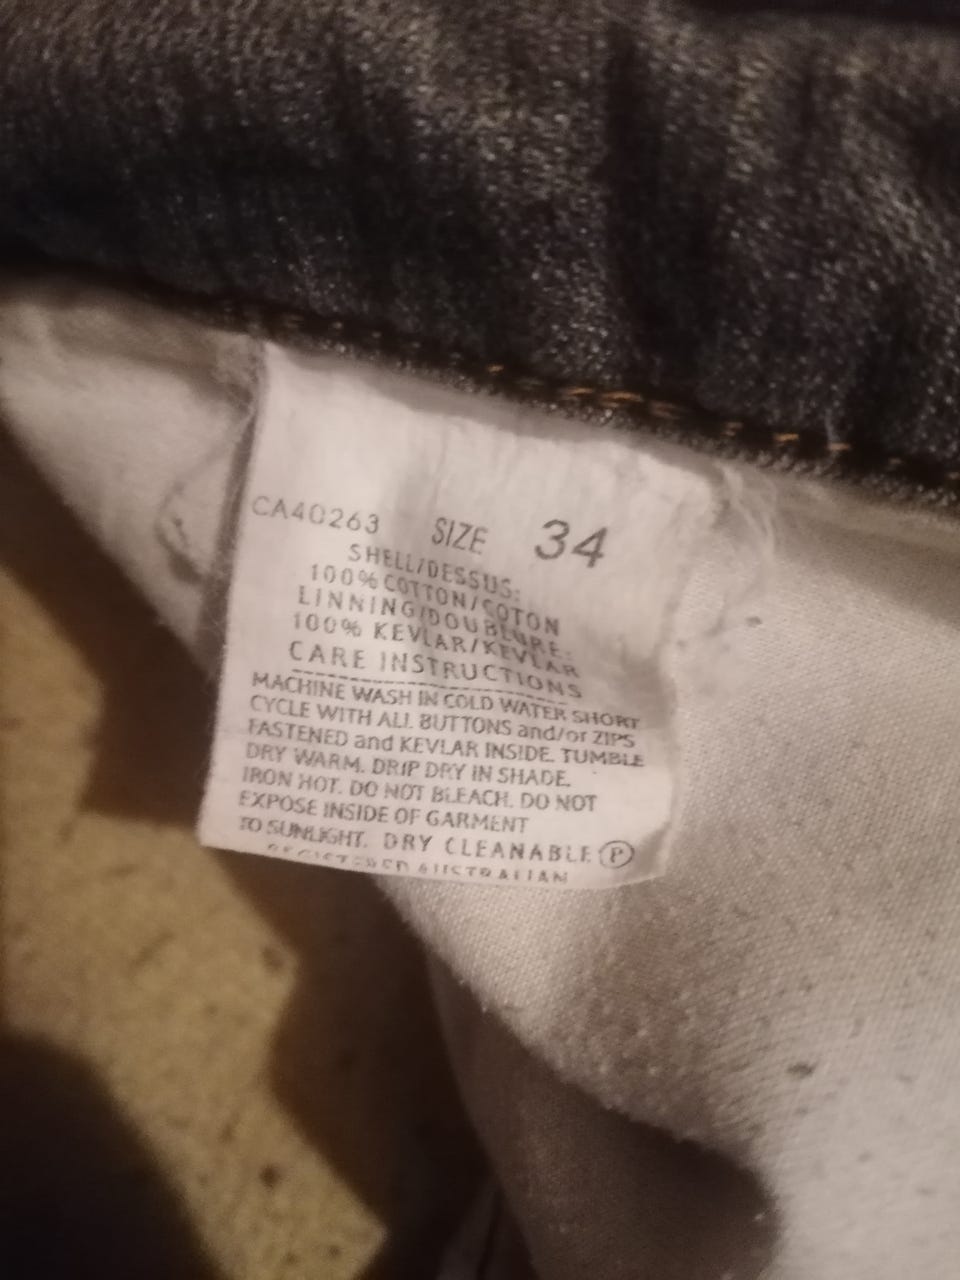 CA40263 SIZE 34
SHELL/DESSUS:
100% COTTON/COTON
LINNING/DOUBLURE:
100% KEVLAR/KEVLAR
CARE INSTRUCTIONS
MACHINE WASH IN COLD WATER SHORT
CYCLE WITH ALL BUTTONS and/or ZIPS
FASTENED and KEVLAR INSIDE. TUMBLE
DRY WARM. DRIP DRY IN SHADE.
IRON HOT. DO NOT BLEACH. DO NOT
EXPOSE INSIDE OF GARMENT
TO SUNLIGHT. DRY CLEANABLE P
REGISTERED AUSTRALIAN